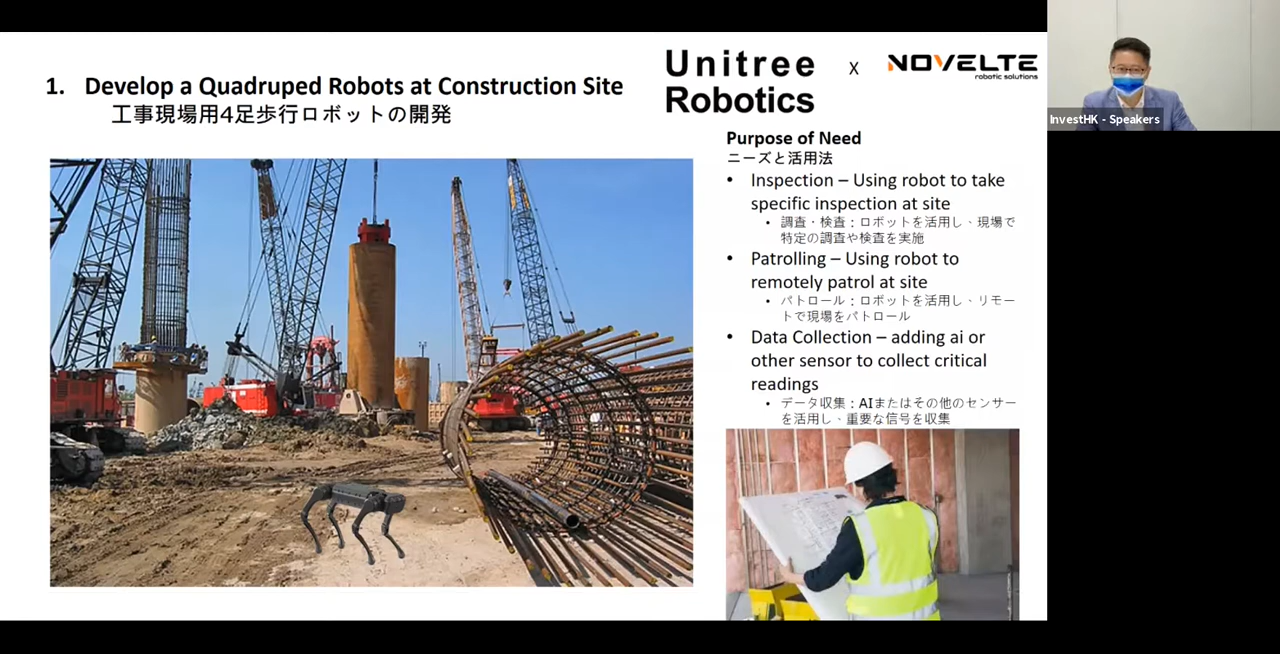 1. Develop a Quadruped Robots at Construction Site
工事現場用4足歩行ロボットの開発
Unitree
Robotics
X
NOVELTE
robotic solutions
InvestHK - Speakers
Purpose of Need
ニーズと活用法
• Inspection – Using robot to take
specific inspection at site
• 調査・検査：ロボットを活用し、現場で
特定の調査や検査を実施
• Patrolling – Using robot to
remotely patrol at site
• パトロール：ロボットを活用し、リモー
トで現場をパトロール
• Data Collection – adding ai or
other sensor to collect critical
readings
• データ収集：AIまたはその他のセンサー
を活用し、重要な信号を収集